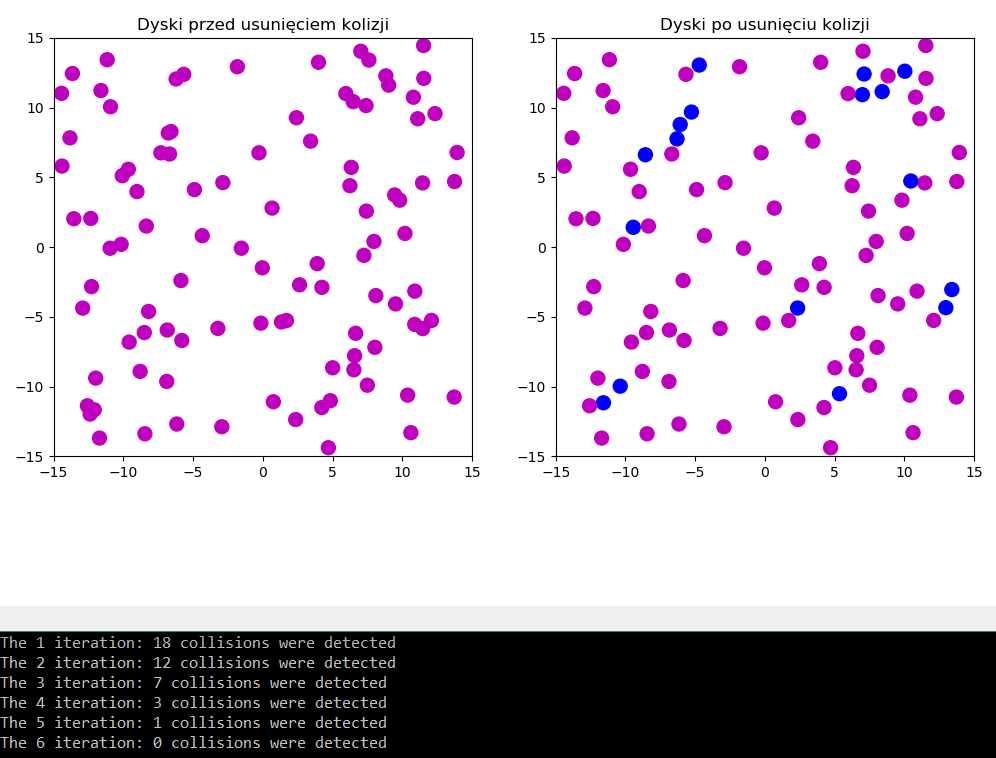 Dyski przed usunięciem kolizji
Dyski po usunięciu kolizji
15
10
5
0
−5
−10
−15
−15 −10 −5 0 5 10 15
15
10
5
0
−5
−10
−15
−15 −10 −5 0 5 10 15
The 1 iteration: 18 collisions were detected
The 2 iteration: 12 collisions were detected
The 3 iteration: 7 collisions were detected
The 4 iteration: 3 collisions were detected
The 5 iteration: 1 collisions were detected
The 6 iteration: 0 collisions were detected